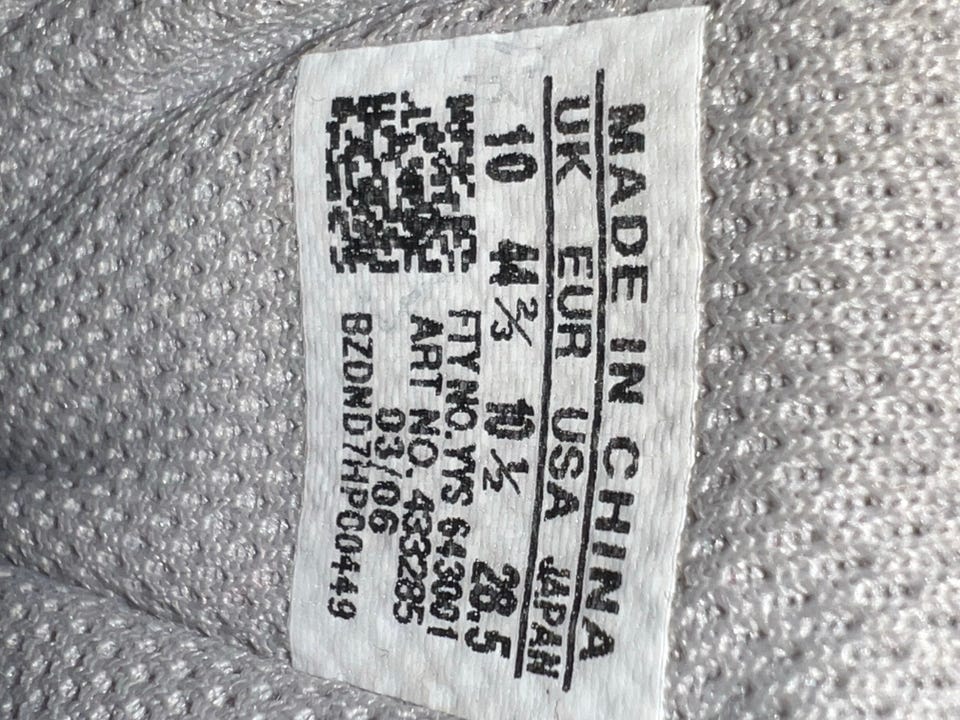 MADE IN CHINA
UK EUR USA JAPAN
10 44 2/3 10 1/2 28.5
FTY NO. YYS 643001
ART NO. 433285
03/06
BZDND7HP00449